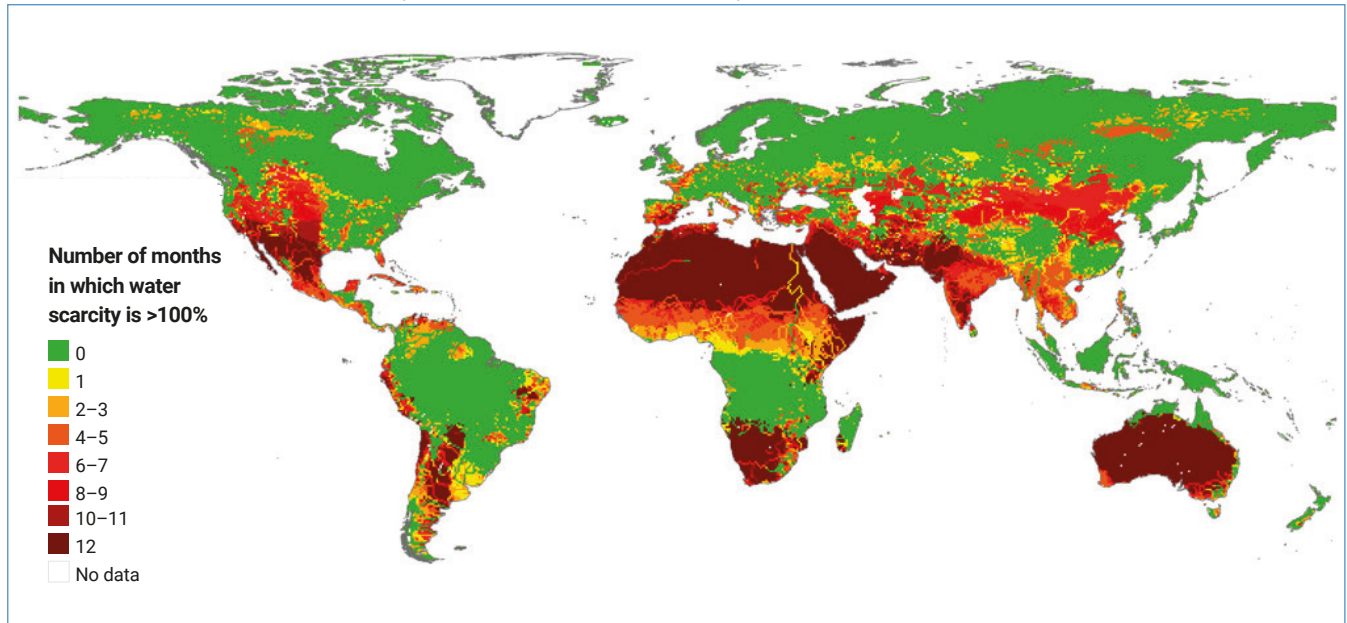 Number of months
in which water
scarcity is >100%
0
1
2–3
4–5
6–7
8–9
10–11
12
No data